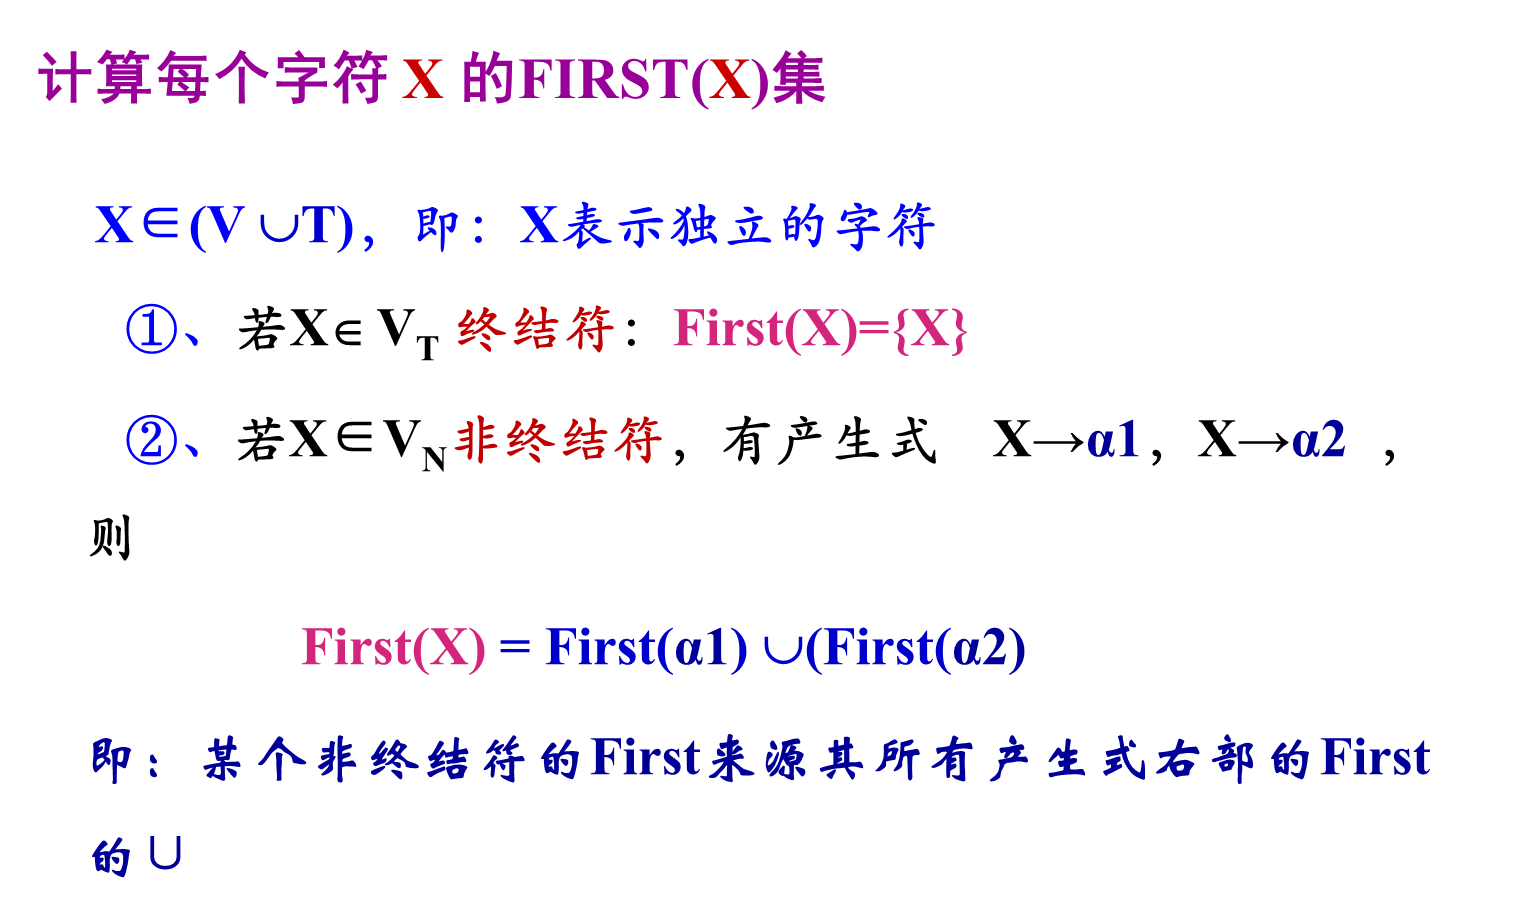 计算每个字符 X 的FIRST(X)集
X∈(V ∪T)，即：X表示独立的字符
①、若X∈ V_T 终结符：First(X)={X}
②、若X∈V_N非终结符，有产生式 X→α1，X→α2 ，
则
First(X) = First(α1) ∪(First(α2)
即：某个非终结符的First来源其所有产生式右部的First
的∪